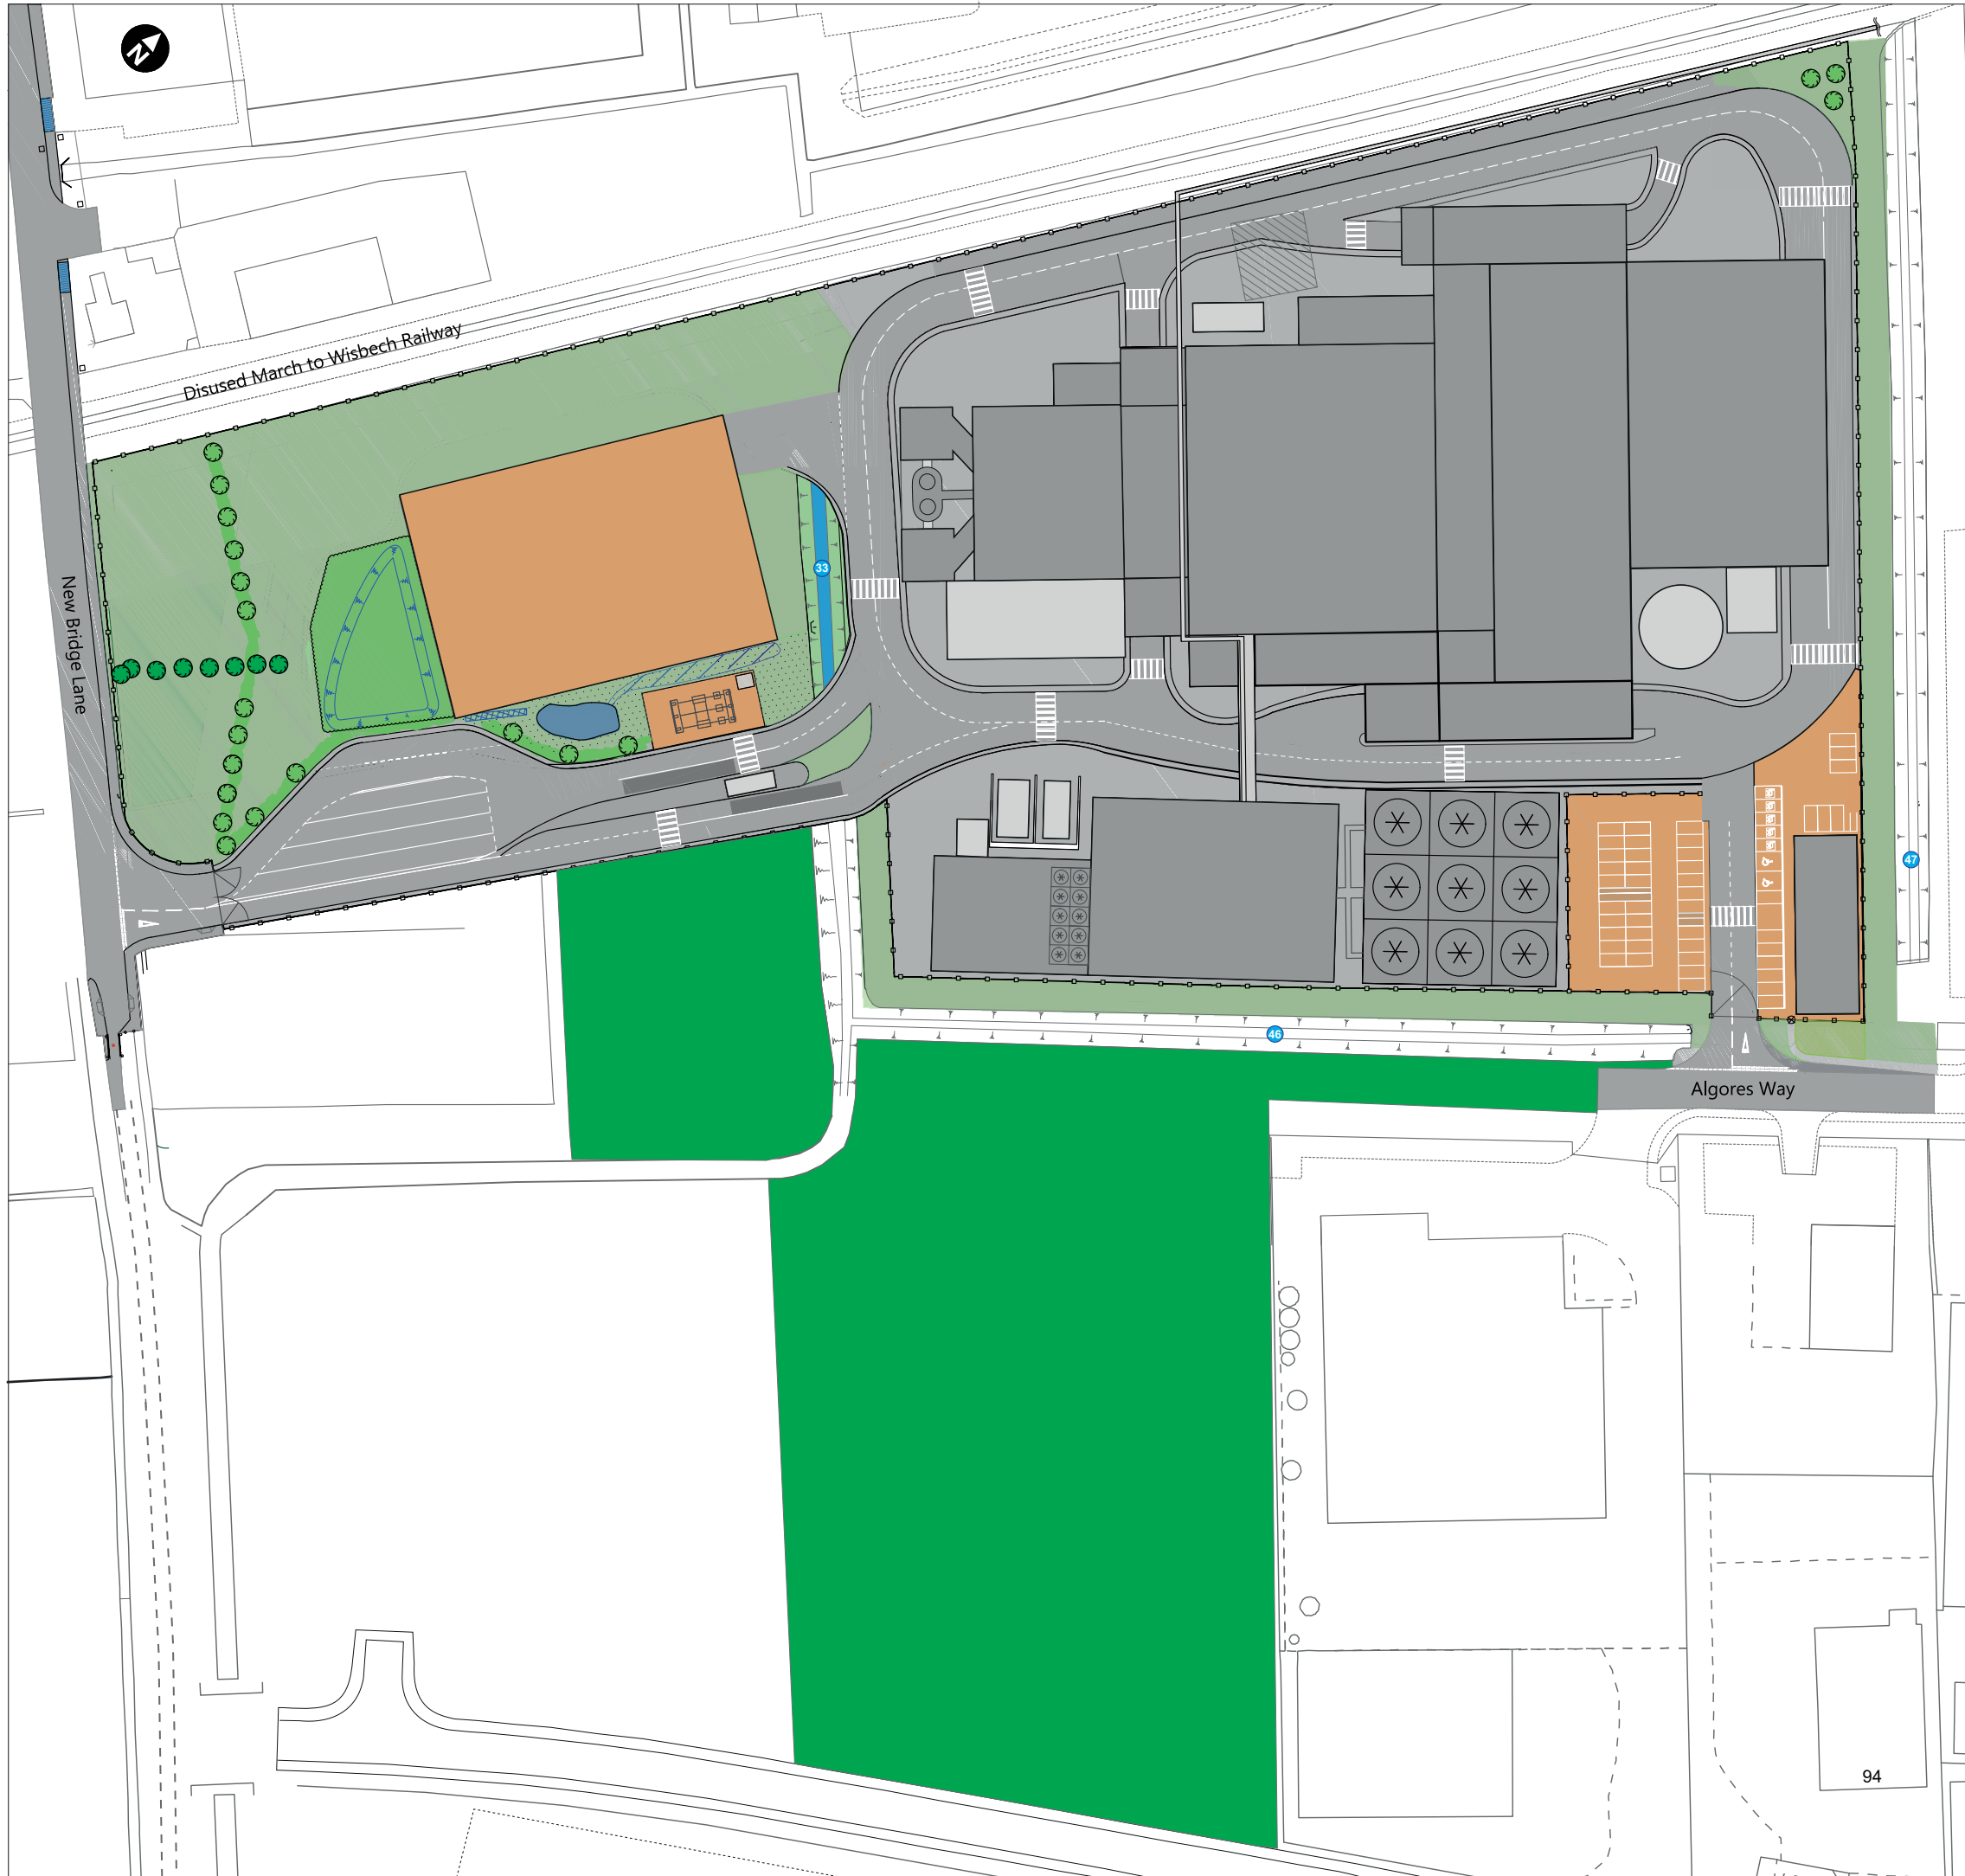 N
Disused March to Wisbech Railway
33
New Bridge Lane
47
46
Algores Way
94